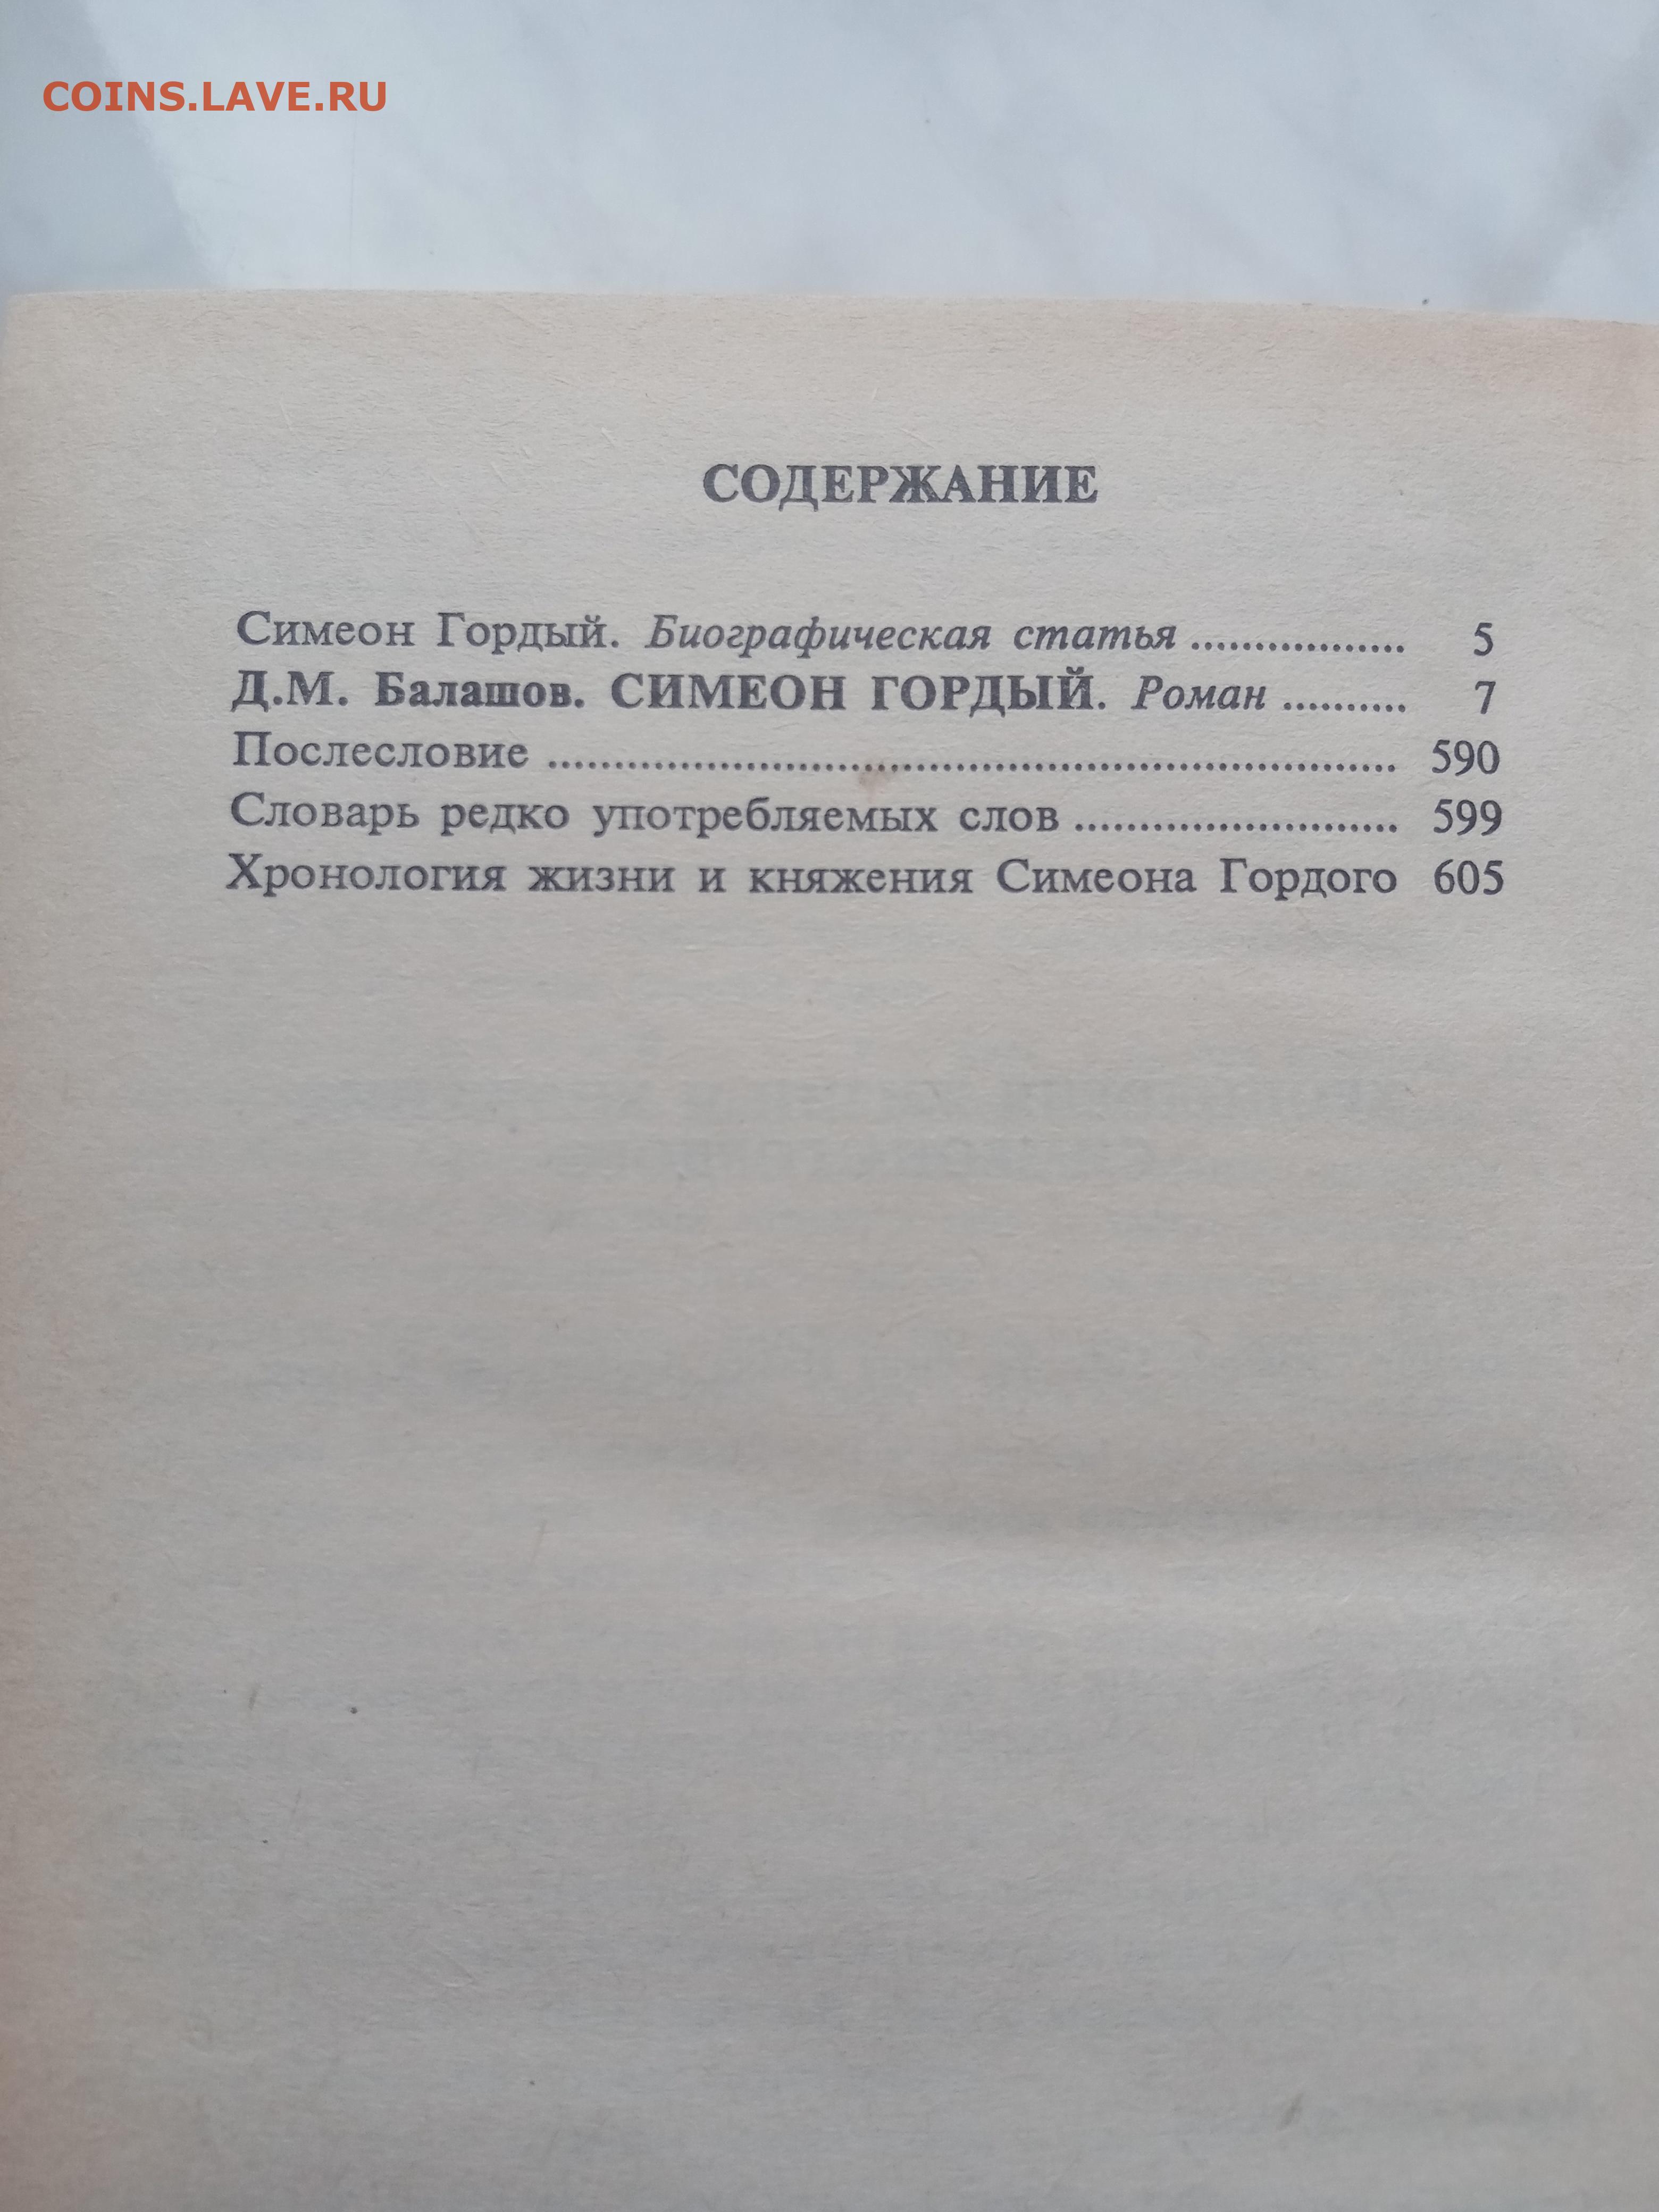 COINS.LAVE.RU
СОДЕРЖАНИЕ
Симеон Гордый. Биографическая статья ................. 5
Д.М. Балашов. СИМЕОН ГОРДЫЙ. Роман .......... 7
Послесловие ................................................................. 590
Словарь редко употребляемых слов ......................... 599
Хронология жизни и княжения Симеона Гордого 605